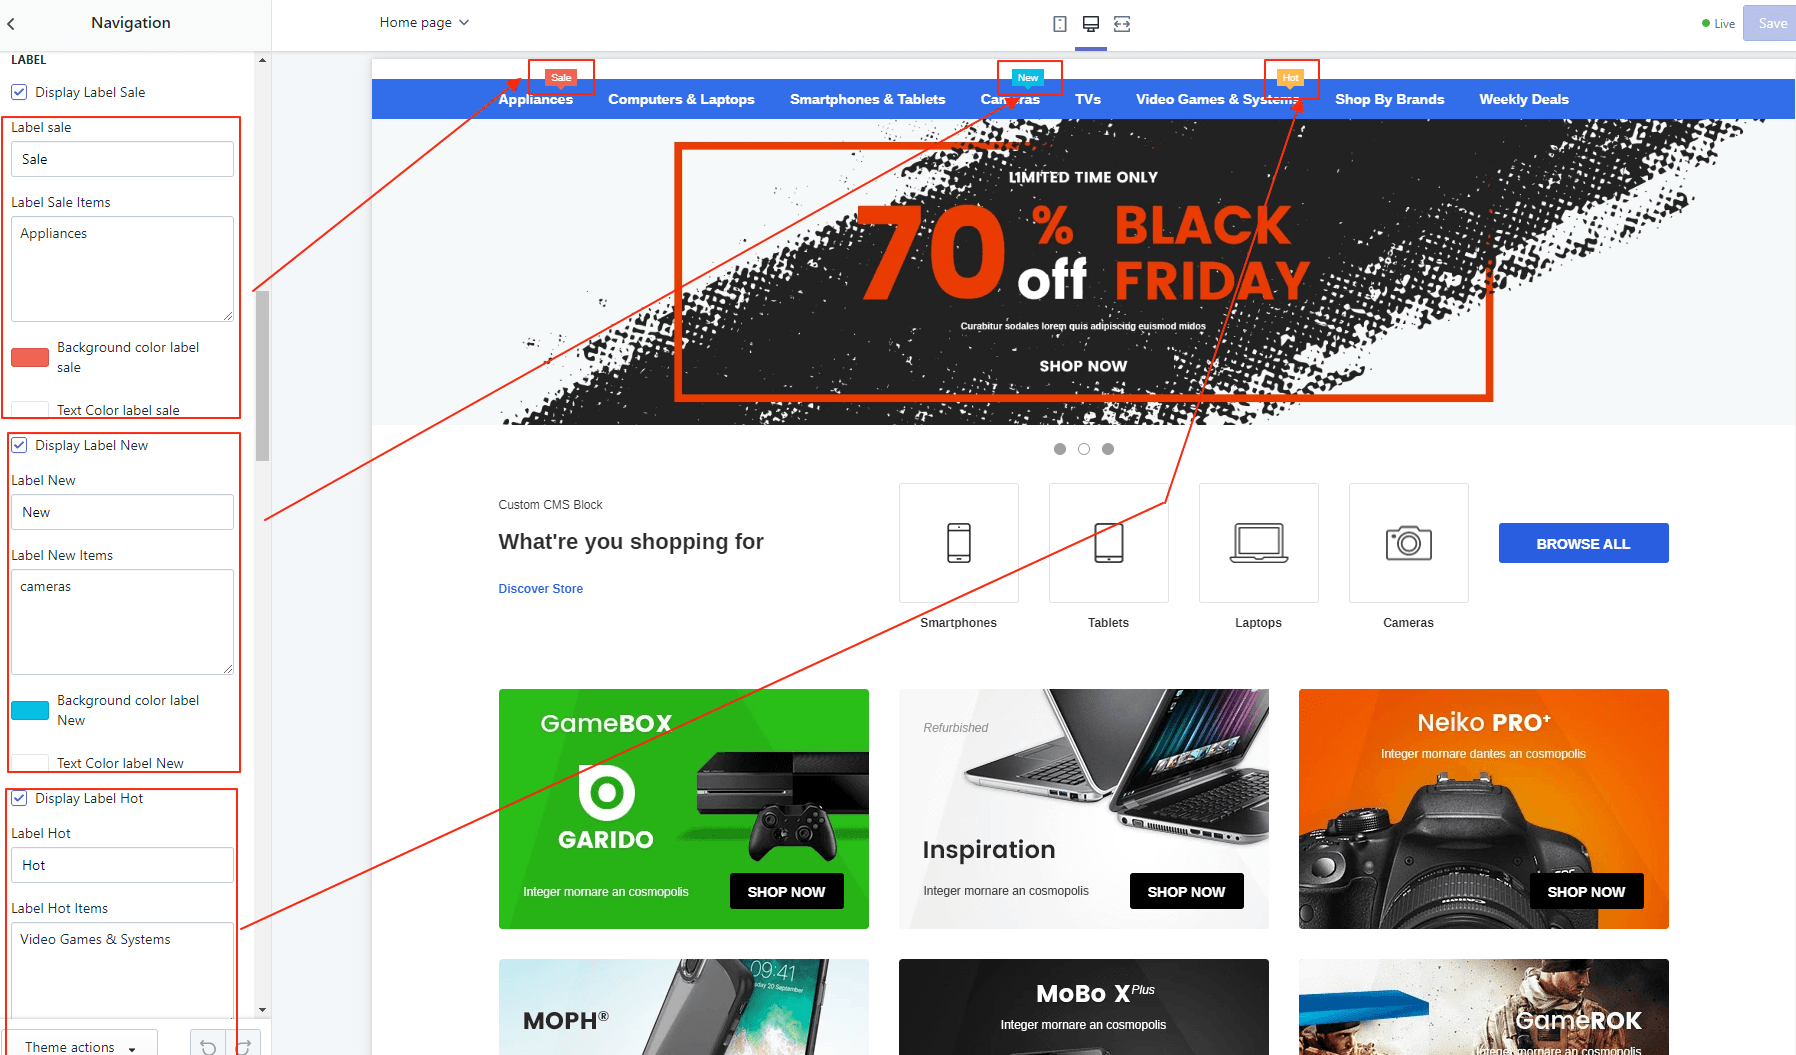 Navigation
Home page
Live
Save
LABEL
Display Label Sale
Label sale
Sale
Label Sale Items
Appliances
Background color label
sale
Text Color label sale
Display Label New
Label New
New
Label New Items
cameras
Background color label
New
Text Color label New
Display Label Hot
Label Hot
Hot
Label Hot Items
Video Games & Systems
Theme actions
Sale
New
Hot
Appliances
Computers & Laptops
Smartphones & Tablets
Cameras
TVs
Video Games & Systems
Shop By Brands
Weekly Deals
LIMITED TIME ONLY
70 % off
BLACK
FRIDAY
Curabitur sodales lorem quis adipiscing euismod midos
SHOP NOW
Custom CMS Block
What're you shopping for
Discover Store
Smartphones
Tablets
Laptops
Cameras
BROWSE ALL
GameBOX
GARIDO
Integer mornare an cosmopolis
SHOP NOW
Refurbished
Inspiration
Integer mornare an cosmopolis
SHOP NOW
Neiko PRO+
Integer mornare dantes an cosmopolis
Canon
SHOP NOW
MOPH®
09:41
20 September
MoBo X Plus
Integer mornare an cosmopolis
GameROK
Integer mornare an cosmopolis